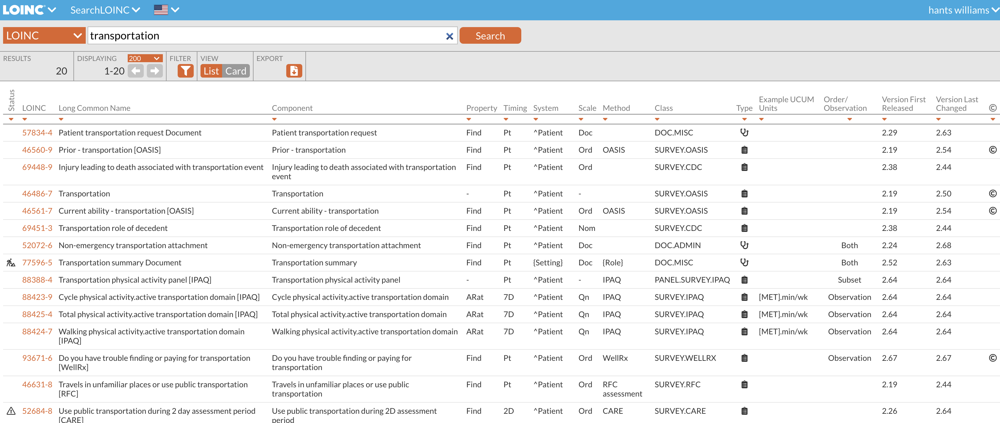 LOINC® SearchLOINC hants williams
LOINC transportation Search
RESULTS DISPLAYING 200 FILTER VIEW EXPORT
20 1-20 List Card
Status LOINC Long Common Name Component Property Timing System Scale Method Class Type Example UCUM Units Order/ Observation Version First Released Version Last Changed ©
57834-4 Patient transportation request Document Patient transportation request Find Pt ^Patient Doc DOC.MISC 2.29 2.63
46560-9 Prior - transportation [OASIS] Prior - transportation Find Pt ^Patient Ord OASIS SURVEY.OASIS 2.19 2.54 ©
69448-9 Injury leading to death associated with transportation event Injury leading to death associated with transportation Find Pt ^Patient Ord SURVEY.CDC 2.38 2.44
event
46486-7 Transportation Transportation - Pt ^Patient - SURVEY.OASIS 2.19 2.50 ©
46561-7 Current ability - transportation [OASIS] Current ability - transportation Find Pt ^Patient Ord OASIS SURVEY.OASIS 2.19 2.54 ©
69451-3 Transportation role of decedent Transportation role of decedent Find Pt ^Patient Nom SURVEY.CDC 2.38 2.44
52072-6 Non-emergency transportation attachment Non-emergency transportation attachment Find Pt ^Patient Doc DOC.ADMIN Both 2.24 2.68
77596-5 Transportation summary Document Transportation summary Find Pt {Setting} Doc {Role} DOC.MISC Both 2.52 2.63
88388-4 Transportation physical activity panel [IPAQ] Transportation physical activity panel - Pt ^Patient - IPAQ PANEL.SURVEY.IPAQ Subset 2.64 2.64
88423-9 Cycle physical activity.active transportation domain [IPAQ] Cycle physical activity.active transportation domain ARat 7D ^Patient Qn IPAQ SURVEY.IPAQ [MET].min/wk Observation 2.64 2.64
88425-4 Total physical activity.active transportation domain [IPAQ] Total physical activity.active transportation domain ARat 7D ^Patient Qn IPAQ SURVEY.IPAQ [MET].min/wk Observation 2.64 2.64
88424-7 Walking physical activity.active transportation domain Walking physical activity.active transportation domain ARat 7D ^Patient Qn IPAQ SURVEY.IPAQ [MET].min/wk Observation 2.64 2.64
[IPAQ]
93671-6 Do you have trouble finding or paying for transportation Do you have trouble finding or paying for Find Pt ^Patient Ord WellRx SURVEY.WELLRX Observation 2.67 2.67 ©
[WellRx] transportation
46631-8 Travels in unfamiliar places or use public transportation Travels in unfamiliar places or use public Find Pt ^Patient Ord RFC SURVEY.RFC 2.19 2.44
[RFC] transportation assessment
52684-8 Use public transportation during 2 day assessment period Use public transportation during 2D assessment Find 2D ^Patient Ord CARE SURVEY.CARE 2.26 2.64
[CARE] period